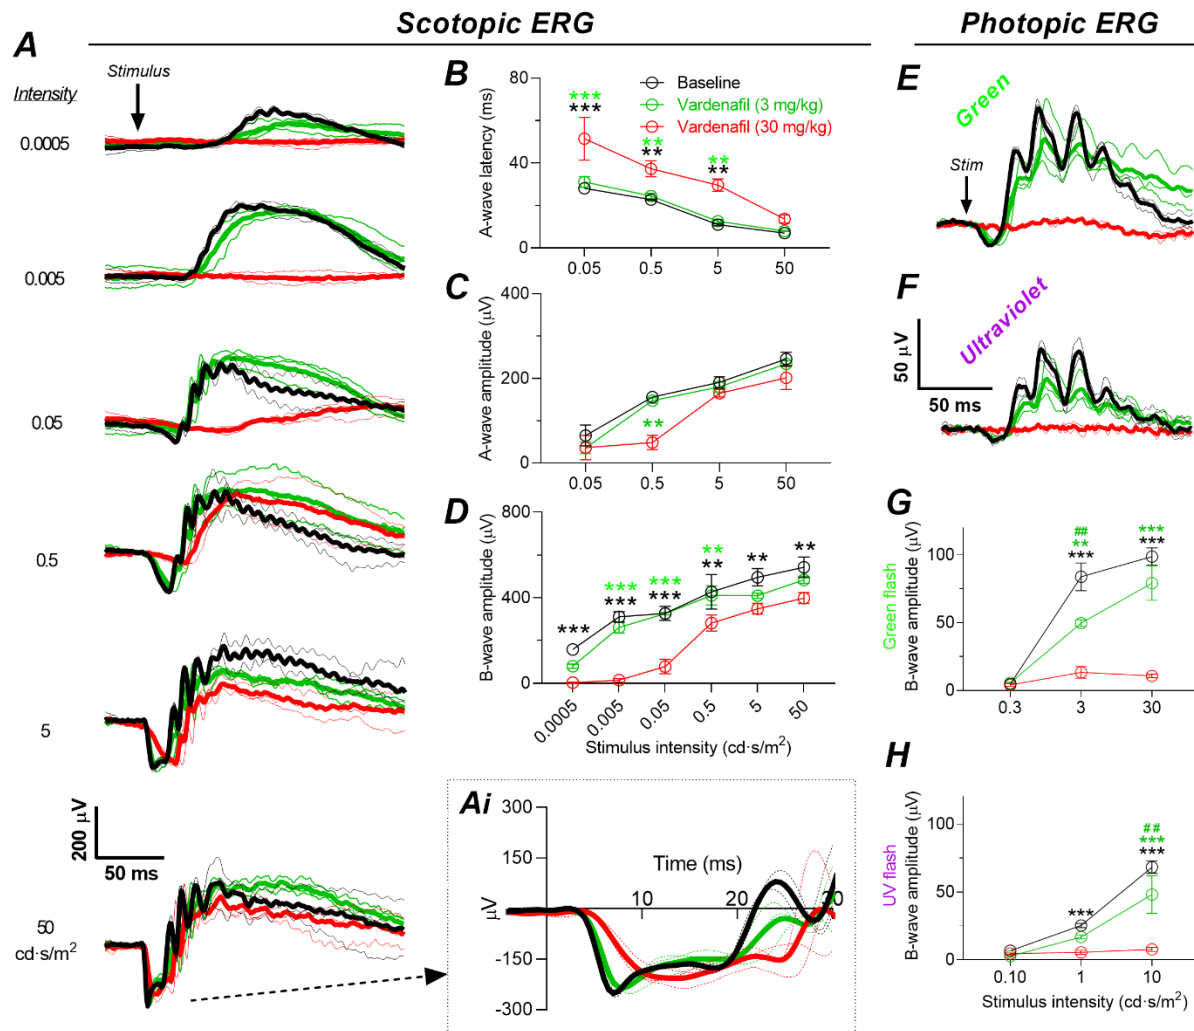 Scotopic ERG
Photopic ERG
A
Stimulus
Intensity
0.0005
0.005
0.05
0.5
5
50
cd·s/m²
200 µV
50 ms
B
A-wave latency (ms)
80
40
0
Baseline
Vardenafil (3 mg/kg)
Vardenafil (30 mg/kg)
***
***
**
**
**
**
0.05 0.5 5 50
C
A-wave amplitude (µV)
400
200
0
**
0.05 0.5 5 50
D
B-wave amplitude (µV)
800
400
0
***
***
***
***
***
**
**
**
**
0.0005 0.005 0.05 0.5 5 50
Stimulus intensity (cd·s/m²)
Ai
300
150
µV
-150
-300
Time (ms)
10 20 30
E
Green
Stim
F
Ultraviolet
50 µV
50 ms
G
Green flash
B-wave amplitude (µV)
100
50
0
##
**
***
***
***
0.3 3 30
H
UV flash
B-wave amplitude (µV)
100
50
0
***
##
***
***
0.10 1 10
Stimulus intensity (cd·s/m²)